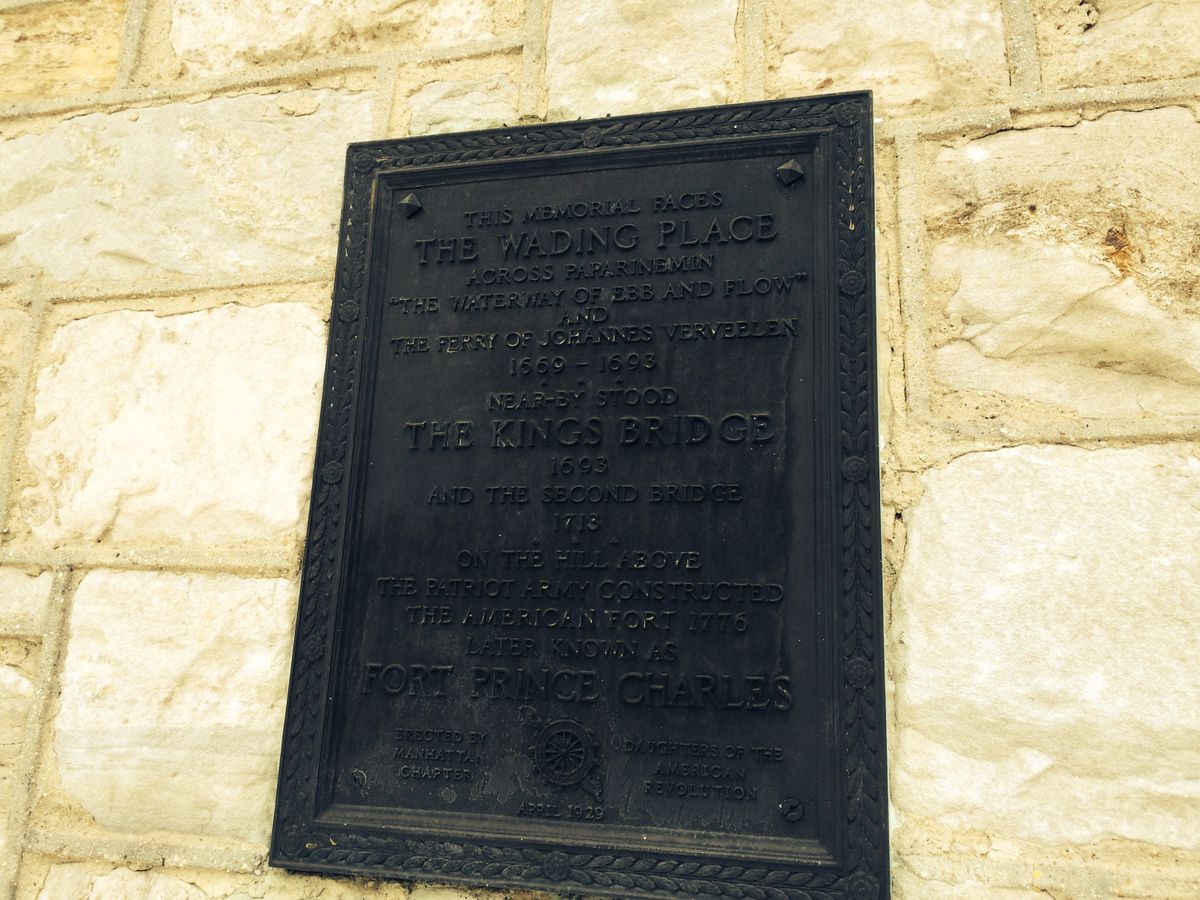 THIS MEMORIAL FACES
THE WADING PLACE
ACROSS PAPARINEMIN
"THE WATERWAY OF EBB AND FLOW"
AND
THE FERRY OF JOHANNES VERVEELEN
1669 - 1693
NEAR-BY STOOD
THE KINGS BRIDGE
1693
AND THE SECOND BRIDGE
1713
ON THE HILL ABOVE
THE PATRIOT ARMY CONSTRUCTED
THE AMERICAN FORT 1776
LATER KNOWN AS
FORT PRINCE CHARLES
ERECTED BY
MANHATTAN
CHAPTER
DAUGHTERS OF THE
AMERICAN
REVOLUTION
APRIL 1929